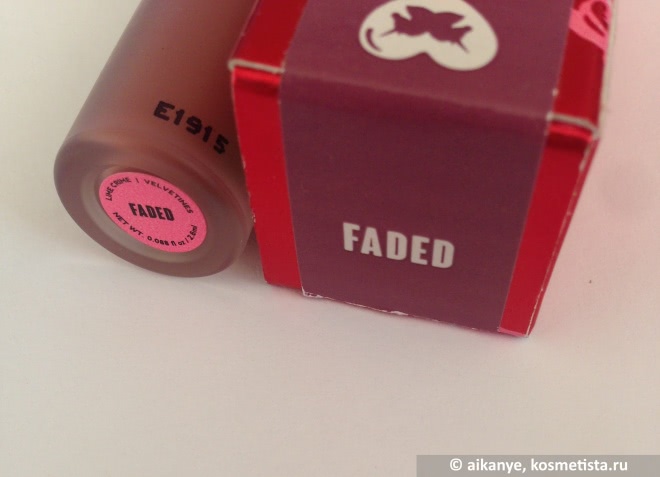 E1915
LIME CRIME | VELVETINES
FADED
NET WT. 0.088 fl oz / 2.6ml
FADED
© aikanye, kosmetista.ru